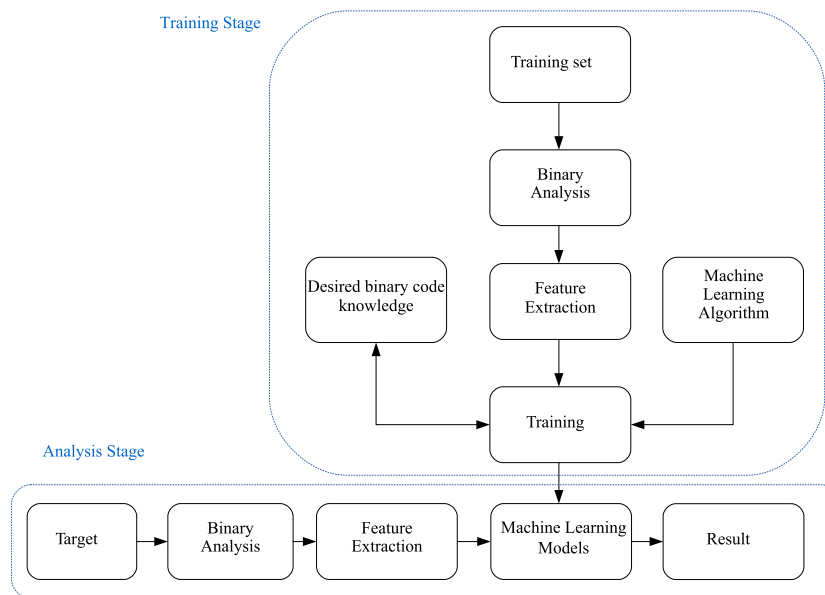 Training Stage
Training set
Binary
Analysis
Desired binary code
knowledge
Feature
Extraction
Machine
Learning
Algorithm
Training
Analysis Stage
Target
Binary
Analysis
Feature
Extraction
Machine Learning
Models
Result